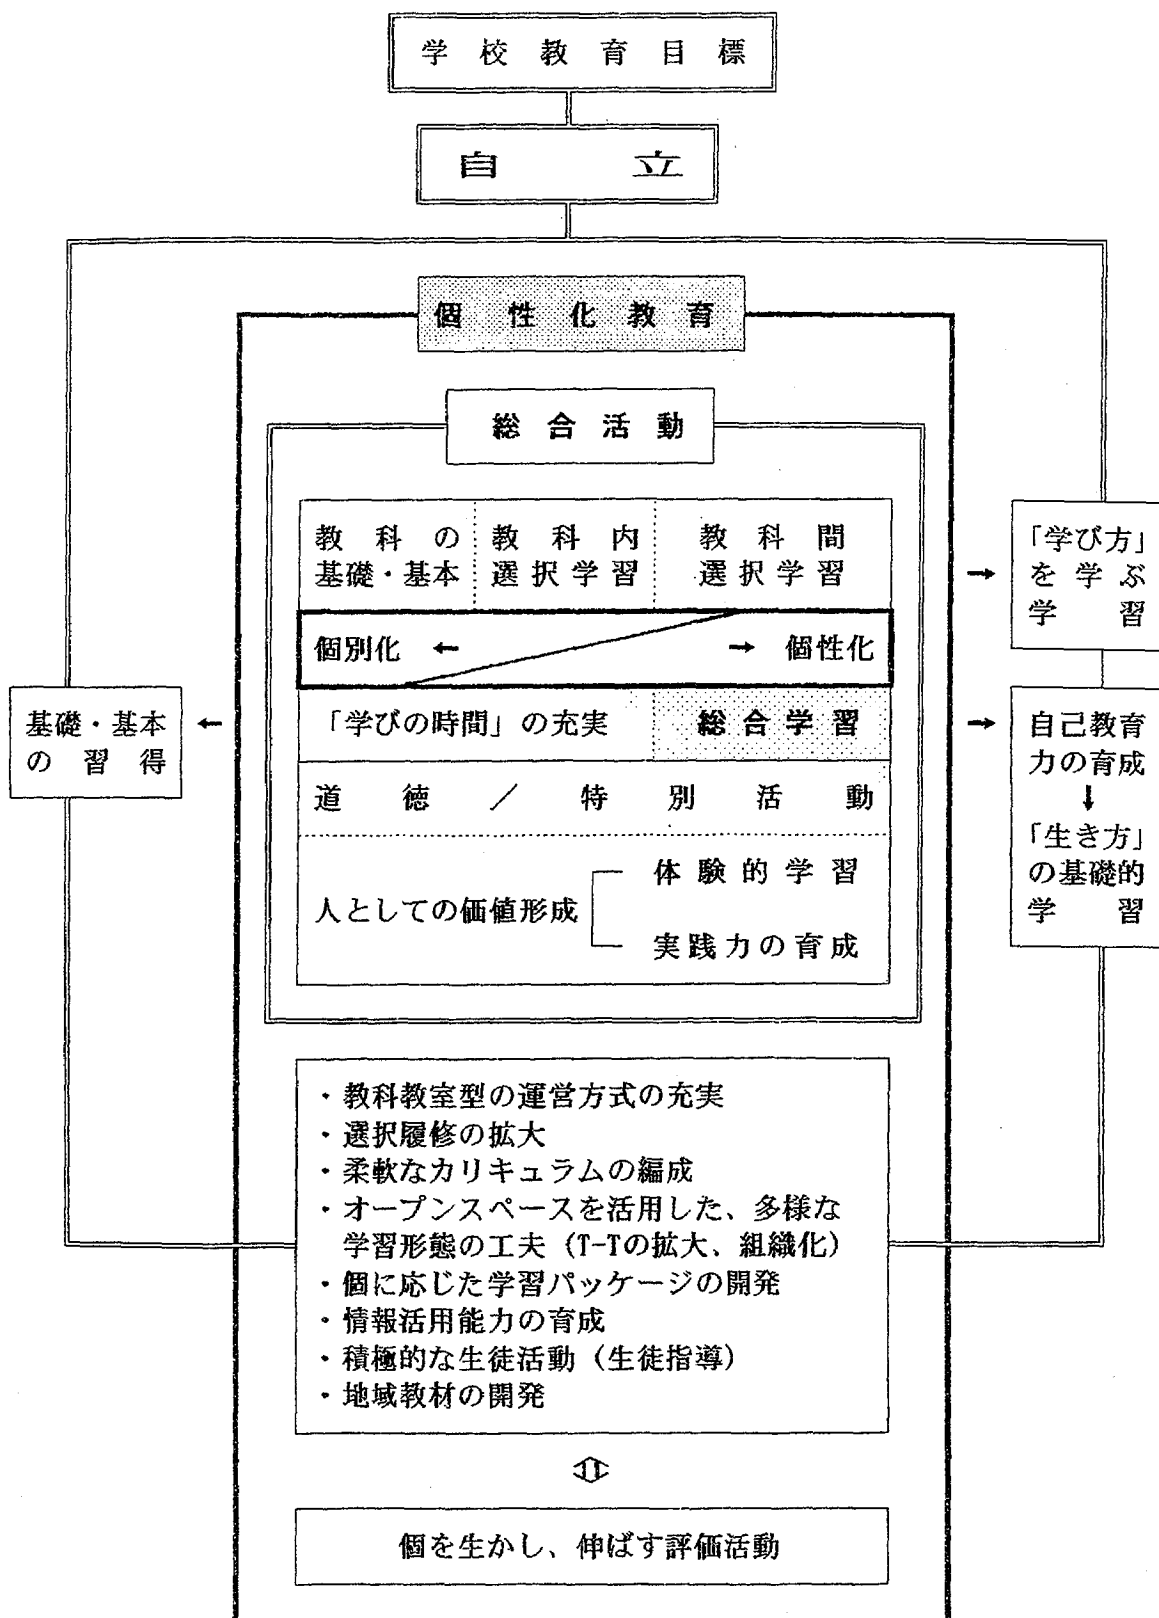 学校教育目標
自立
個性化教育
総合活動
教科の
基礎・基本
教科内
選択学習
教科間
選択学習
個別化 ←
→ 個性化
「学びの時間」の充実
総合学習
道徳／特別活動
人としての価値形成
体験的学習
実践力の育成
基礎・基本
の習得
←
→
「学び方」
を学ぶ
学習
→
自己教育
力の育成
↓
「生き方」
の基礎的
学習
・教科教室型の運営方式の充実
・選択履修の拡大
・柔軟なカリキュラムの編成
・オープンスペースを活用した、多様な
学習形態の工夫（T-Tの拡大、組織化）
・個に応じた学習パッケージの開発
・情報活用能力の育成
・積極的な生徒活動（生徒指導）
・地域教材の開発
個を生かし、伸ばす評価活動